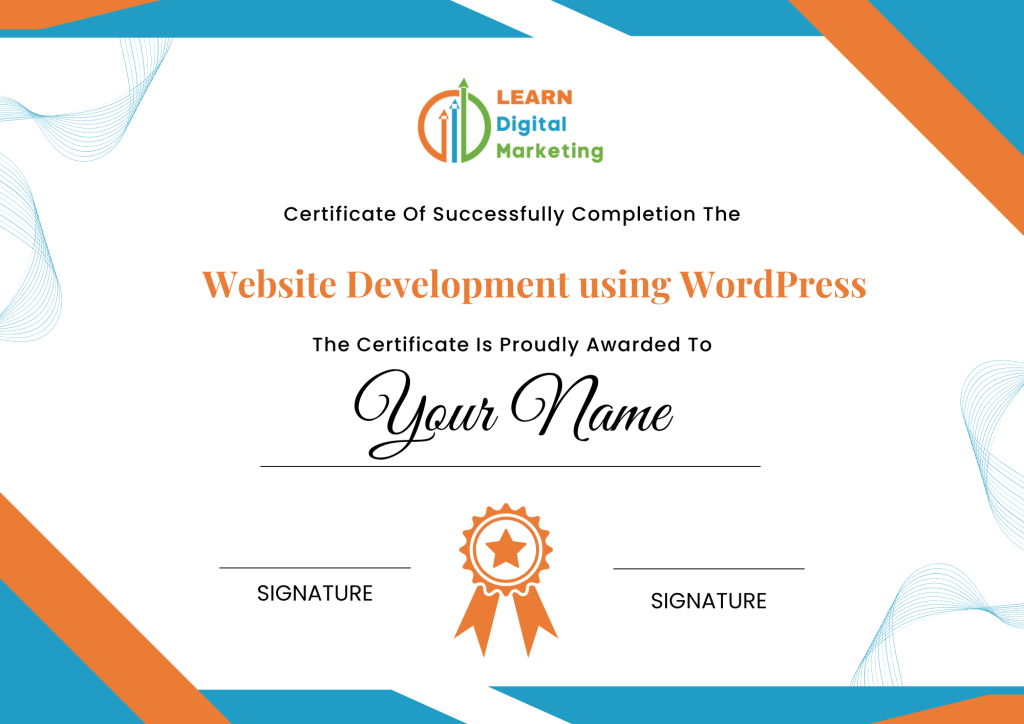 LEARN
Digital
Marketing
Certificate Of Successfully Completion The
Website Development using WordPress
The Certificate Is Proudly Awarded To
Your Name
SIGNATURE
SIGNATURE